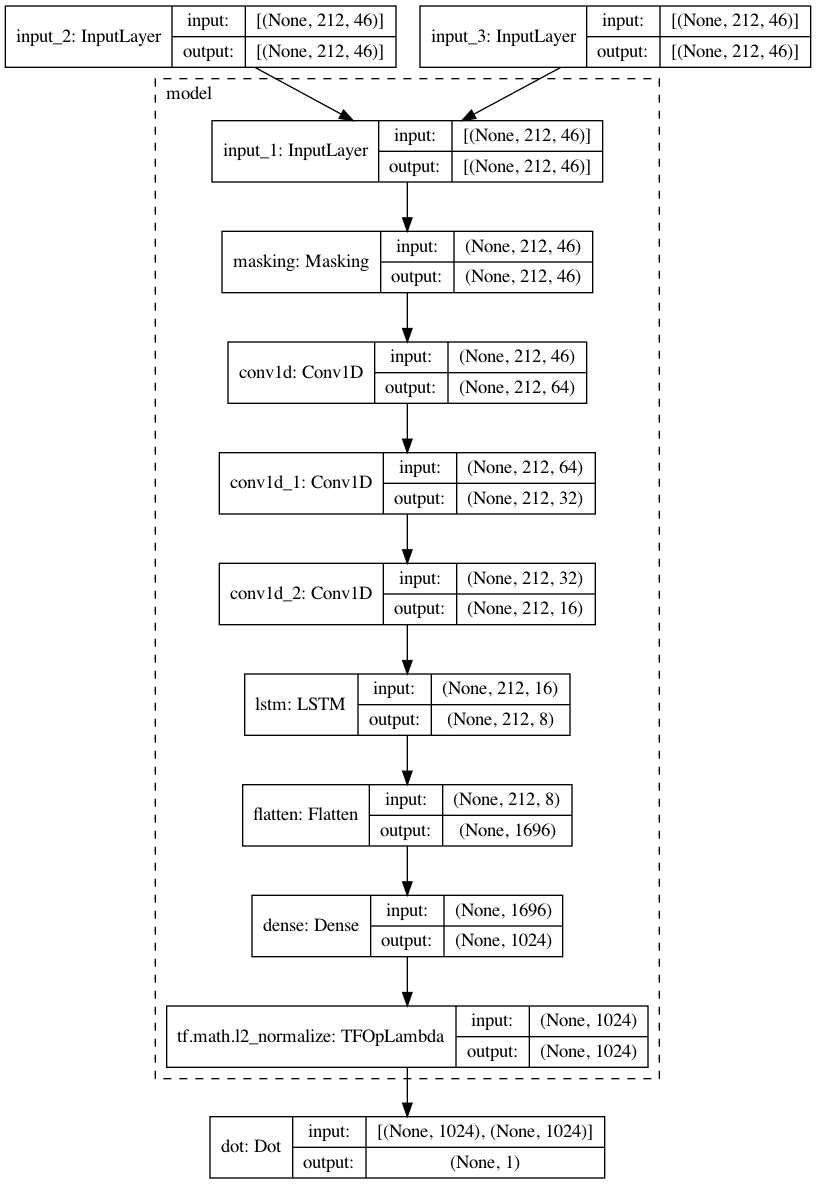 input_2: InputLayer input: [(None, 212, 46)]
output: [(None, 212, 46)]
input_3: InputLayer input: [(None, 212, 46)]
output: [(None, 212, 46)]
model
input_1: InputLayer input: [(None, 212, 46)]
output: [(None, 212, 46)]
masking: Masking input: (None, 212, 46)
output: (None, 212, 46)
conv1d: Conv1D input: (None, 212, 46)
output: (None, 212, 64)
conv1d_1: Conv1D input: (None, 212, 64)
output: (None, 212, 32)
conv1d_2: Conv1D input: (None, 212, 32)
output: (None, 212, 16)
lstm: LSTM input: (None, 212, 16)
output: (None, 212, 8)
flatten: Flatten input: (None, 212, 8)
output: (None, 1696)
dense: Dense input: (None, 1696)
output: (None, 1024)
tf.math.l2_normalize: TFOpLambda input: (None, 1024)
output: (None, 1024)
dot: Dot input: [(None, 1024), (None, 1024)]
output: (None, 1)